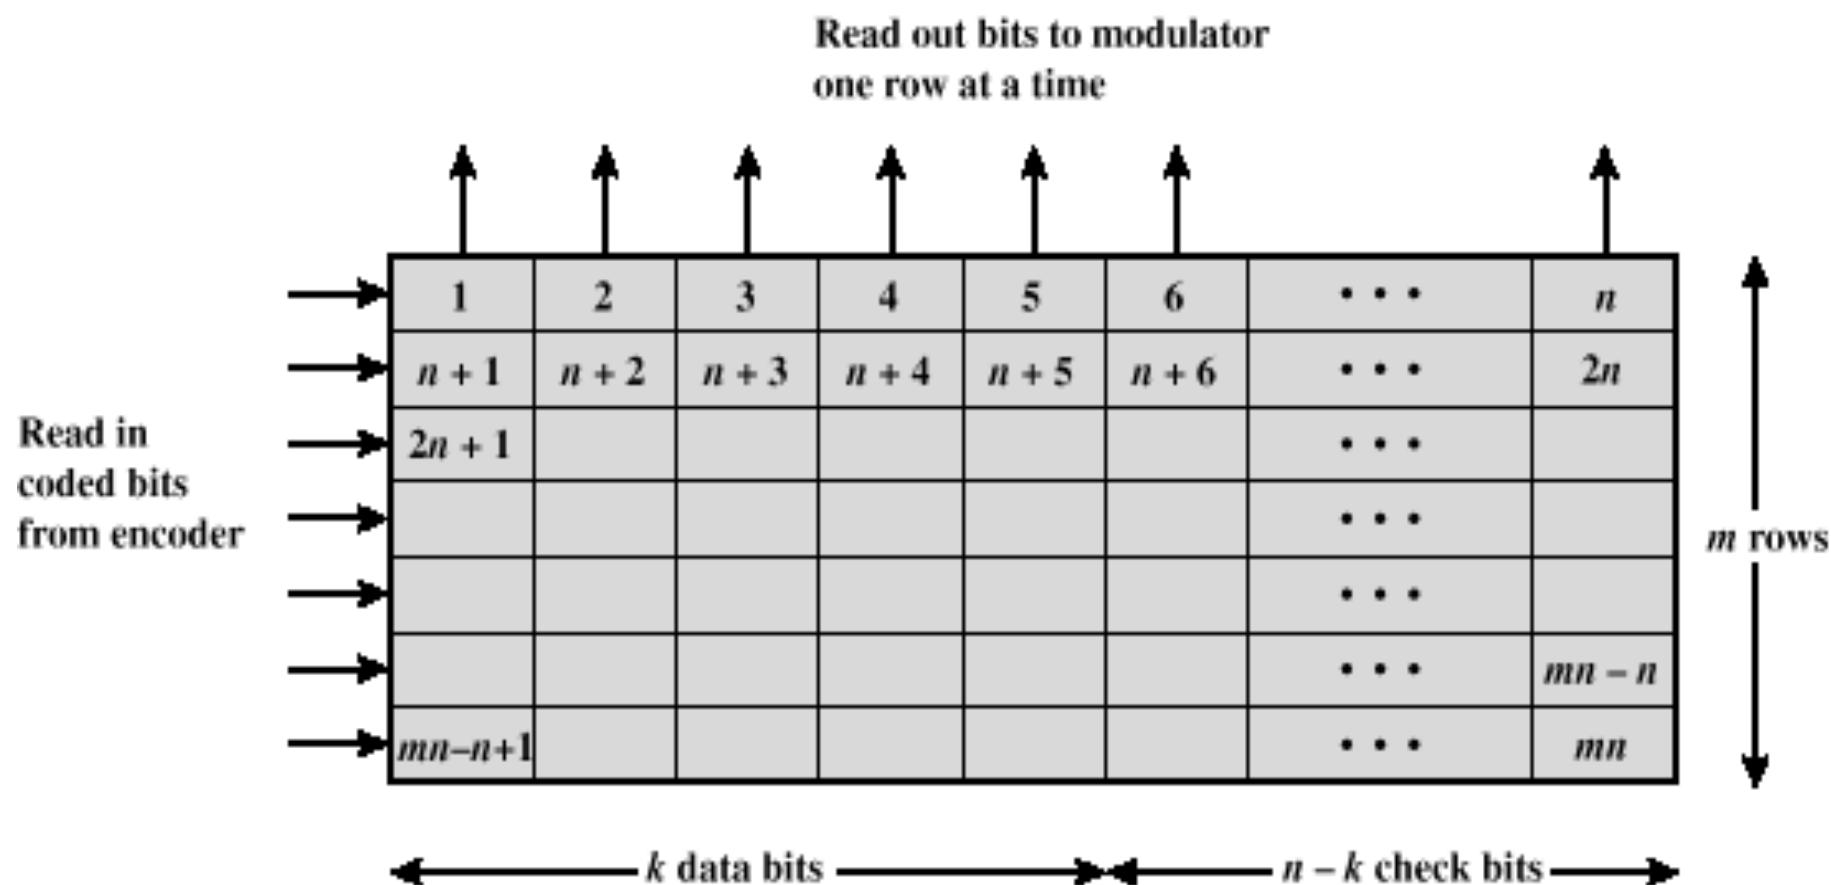 Read out bits to modulator
one row at a time
1 2 3 4 5 6 • • • n
n + 1 n + 2 n + 3 n + 4 n + 5 n + 6 • • • 2n
Read in
coded bits
from encoder
2n + 1 • • •
• • •
m rows
• • •
• • • mn – n
mn–n+1 • • • mn
k data bits n – k check bits